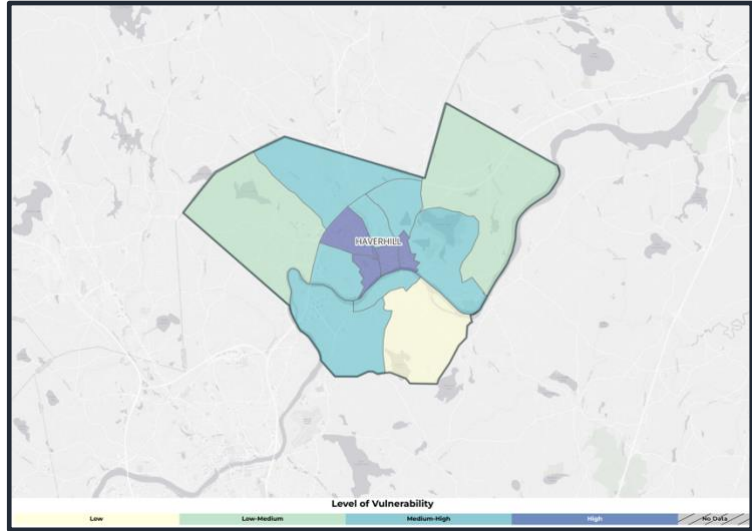 HAVERHILL
Level of Vulnerability
Low Low-Medium Medium-High High No Data